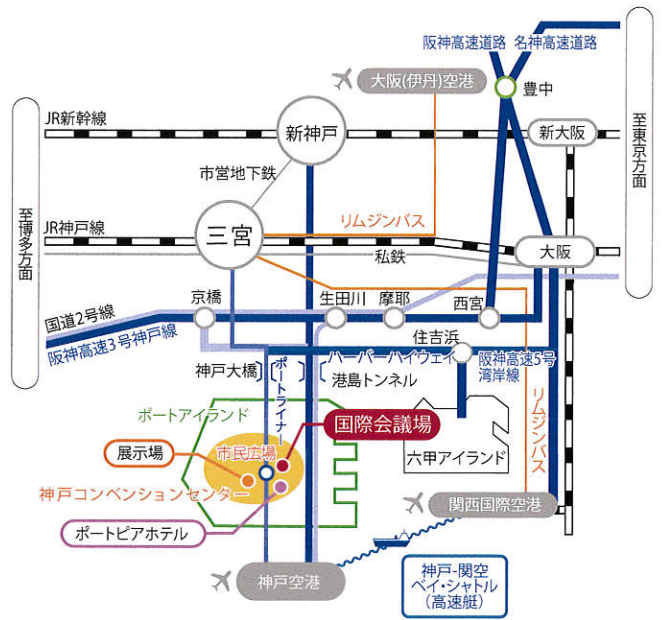 阪神高速道路
名神高速道路
大阪(伊丹)空港
豊中
至東京方面
JR新幹線
新神戸
新大阪
市営地下鉄
至博多方面
リムジンバス
三宮
JR神戸線
私鉄
大阪
京橋
生田川
摩耶
西宮
国道2号線
阪神高速3号神戸線
住吉浜
ハーバーハイウェイ
阪神高速5号
湾岸線
神戸大橋
ポートライナー
港島トンネル
リムジンバス
ポートアイランド
国際会議場
展示場
市民広場
六甲アイランド
神戸コンベンションセンター
関西国際空港
ポートピアホテル
神戸空港
神戸-関空
ベイ・シャトル
(高速艇)